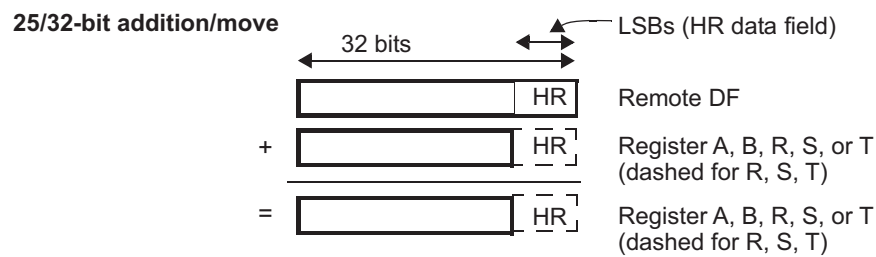 25/32-bit addition/move
LSBs (HR data field)
32 bits
HR Remote DF
+ HR Register A, B, R, S, or T
(dashed for R, S, T)
= HR Register A, B, R, S, or T
(dashed for R, S, T)